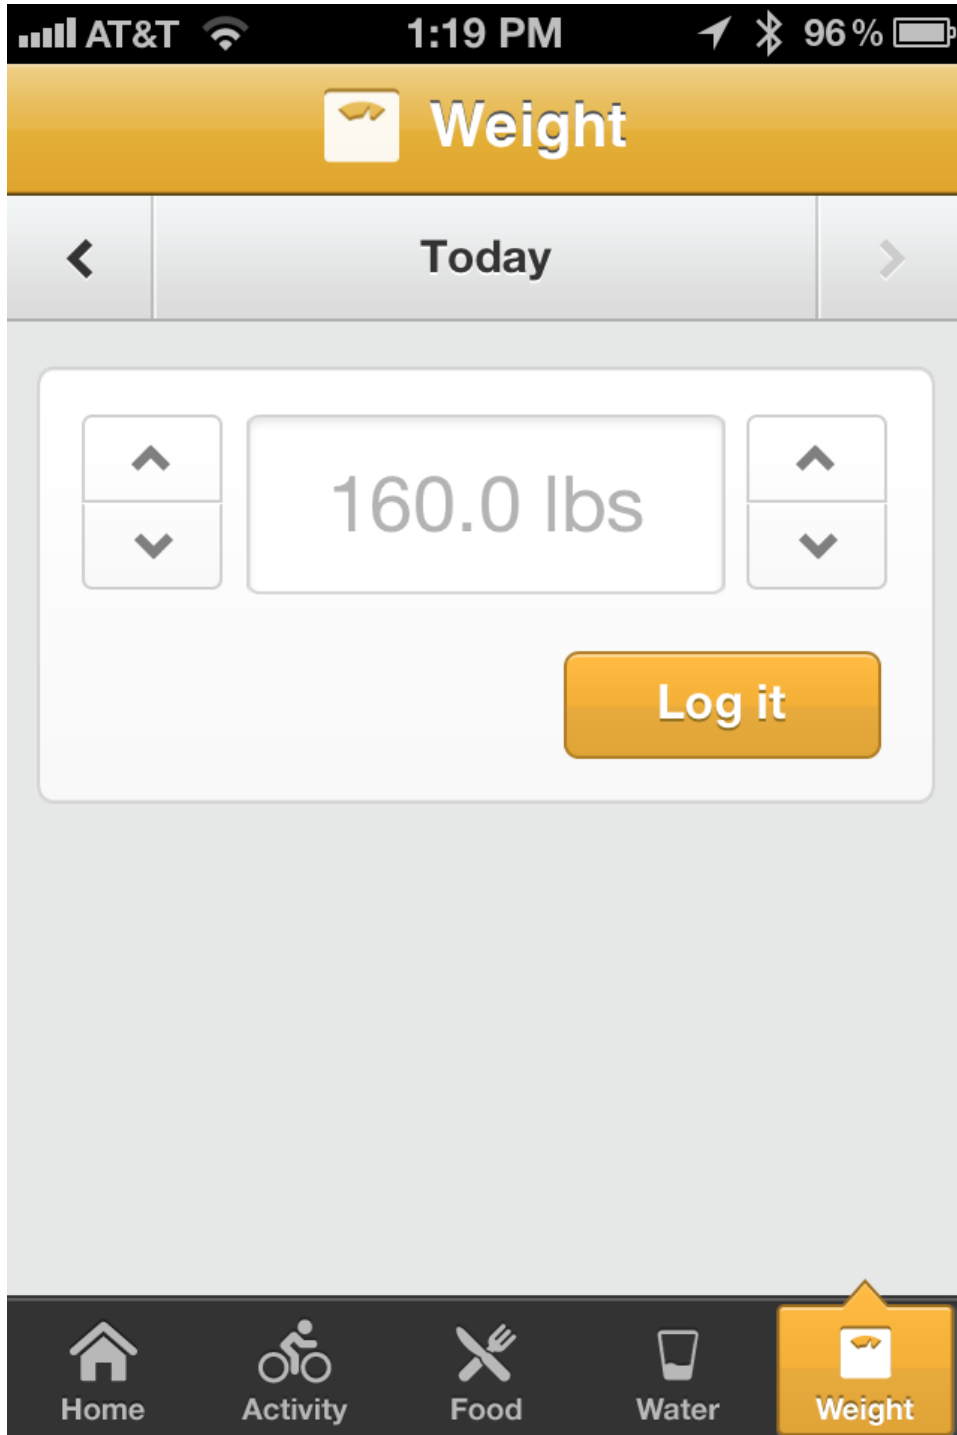 AT&T 1:19 PM 96%
Weight
Today
160.0 lbs
Log it
Home Activity Food Water Weight